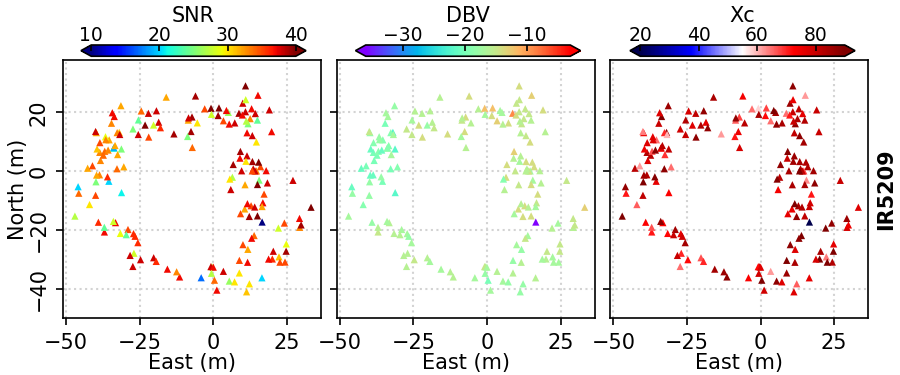 SNR DBV Xc
10 20 30 40 −30 −20 −10 20 40 60 80
20
0
−20
−40
North (m)
−50 −25 0 25 −50 −25 0 25 −50 −25 0 25
East (m) East (m) East (m)
IR5209